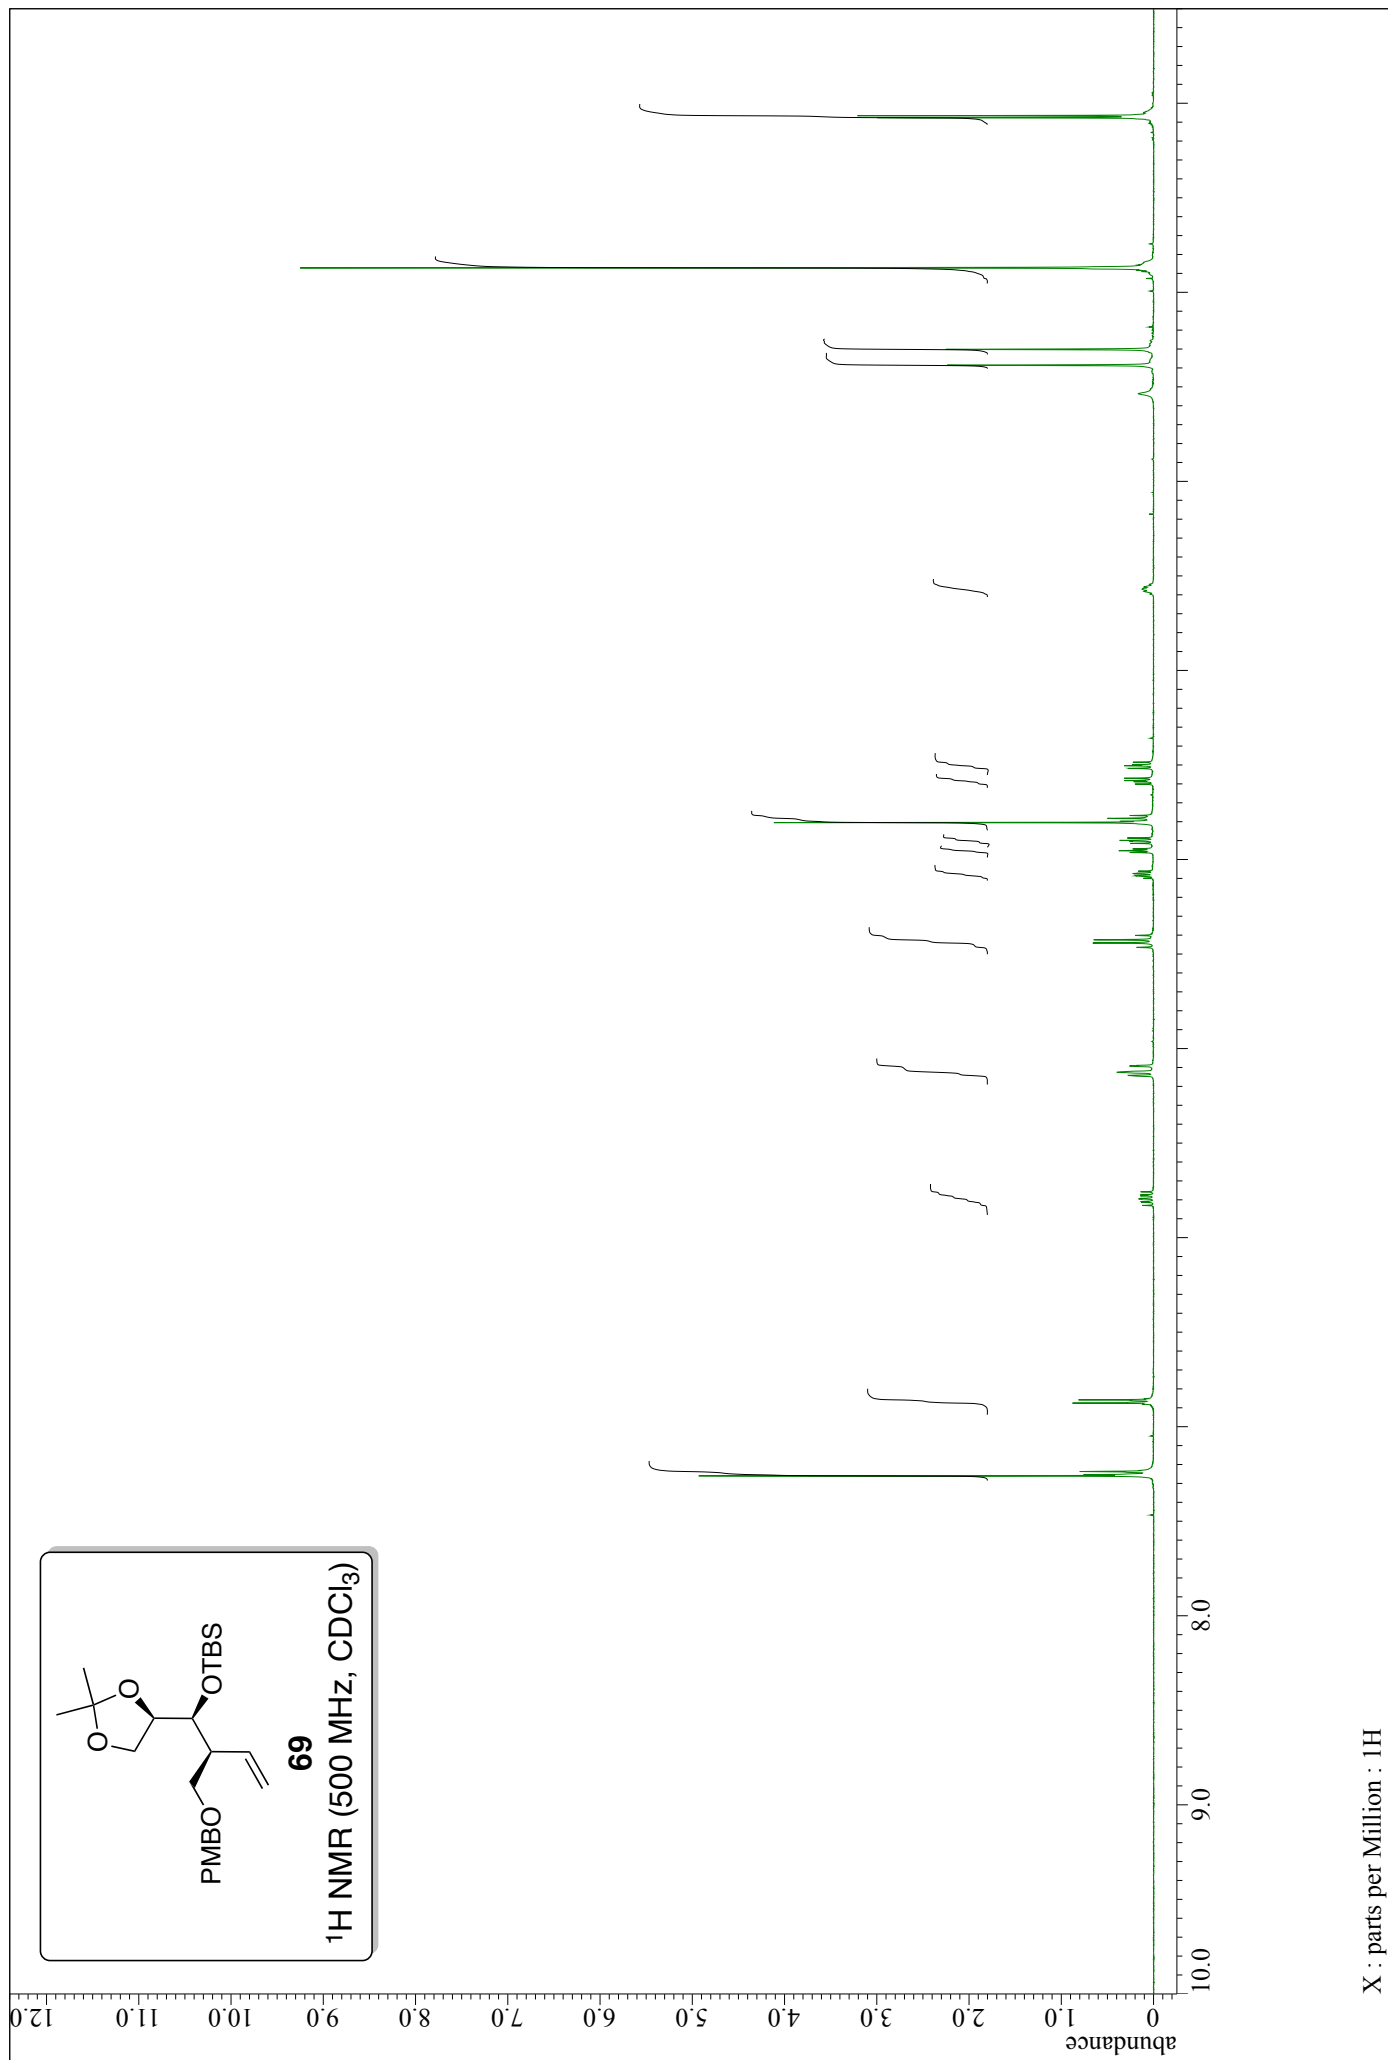 O
O
OTBS
PMBO
69
¹H NMR (500 MHz, CDCl₃)
abundance
0 1.0 2.0 3.0 4.0 5.0 6.0 7.0 8.0 9.0 10.0 11.0 12.0
10.0 9.0 8.0
X : parts per Million : 1H